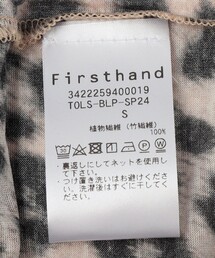 Firsthand
3422259400019
TOLS-BLP-SP24
S
植物繊維(竹繊維)
100%
※裏返しにしてネットを使用し
て下さい。
※つけ置き洗いはお避けくださ
い。洗濯後はすぐに干してくだ
さい。